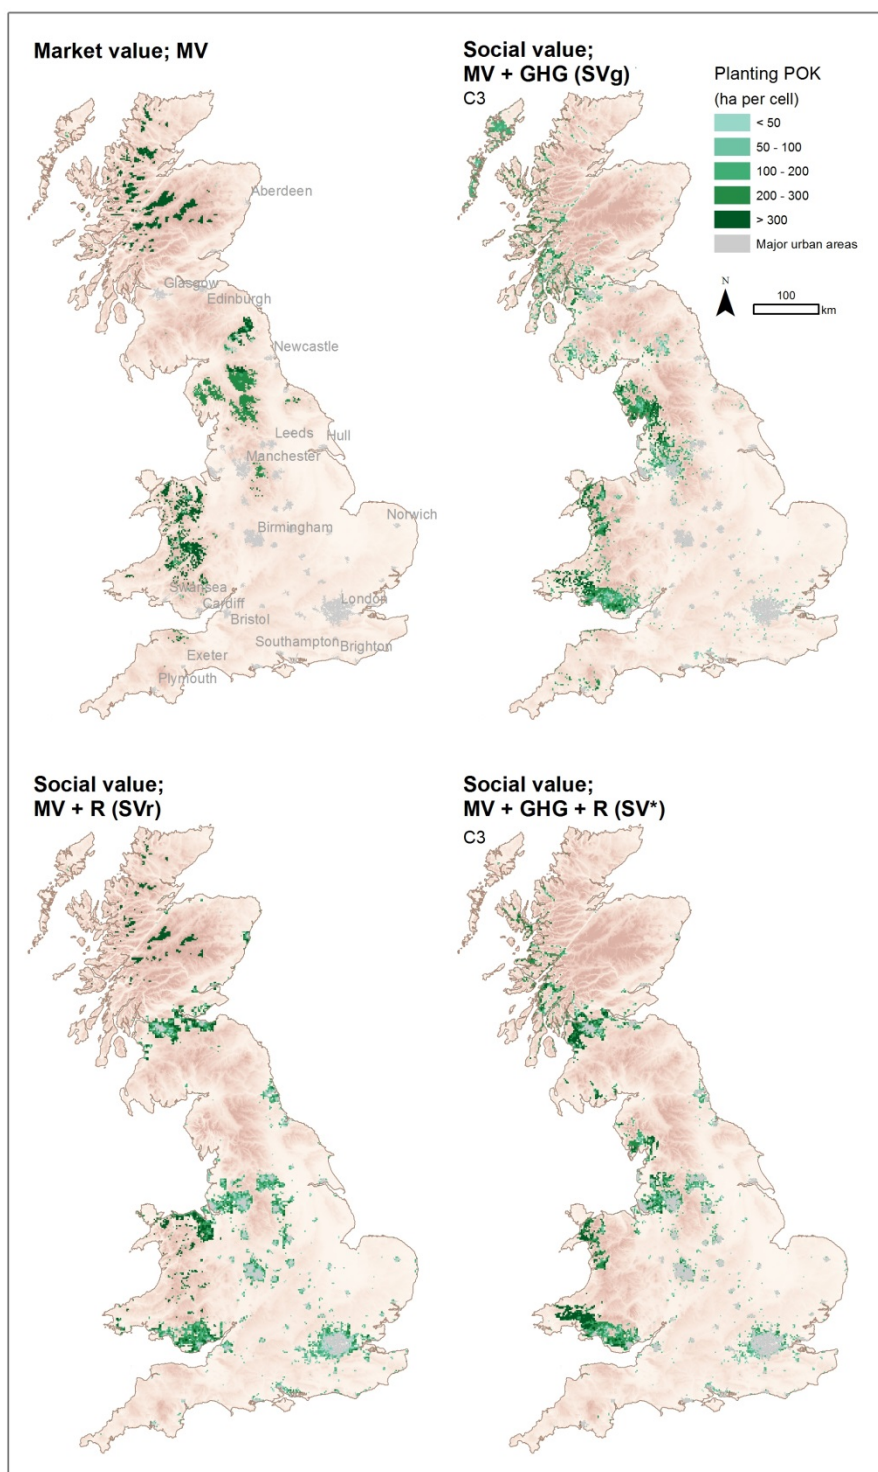 Market value; MV
Social value;
MV + GHG (SVg)
C3
Planting POK
(ha per cell)
< 50
50 - 100
100 - 200
200 - 300
> 300
Major urban areas
N
100
km
Aberdeen
Glasgow
Edinburgh
Newcastle
Leeds
Hull
Manchester
Norwich
Birmingham
Swansea
Cardiff
London
Bristol
Southampton
Brighton
Exeter
Plymouth
Social value;
MV + R (SVr)
Social value;
MV + GHG + R (SV*)
C3